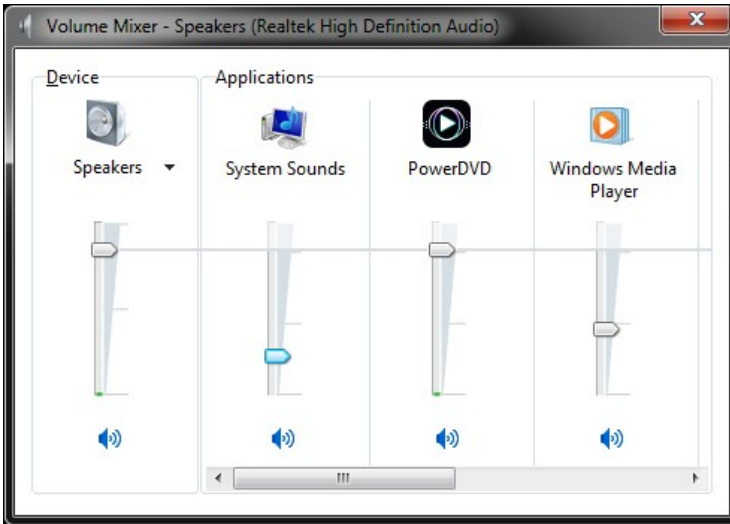 Volume Mixer - Speakers (Realtek High Definition Audio)
Device
Applications
Speakers
System Sounds
PowerDVD
Windows Media
Player